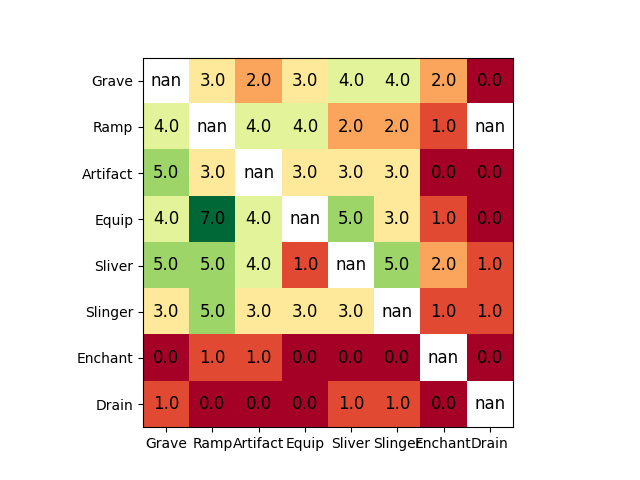 Grave nan 3.0 2.0 3.0 4.0 4.0 2.0 0.0
Ramp 4.0 nan 4.0 4.0 2.0 2.0 1.0 nan
Artifact 5.0 3.0 nan 3.0 3.0 3.0 0.0 0.0
Equip 4.0 7.0 4.0 nan 5.0 3.0 1.0 0.0
Sliver 5.0 5.0 4.0 1.0 nan 5.0 2.0 1.0
Slinger 3.0 5.0 3.0 3.0 3.0 nan 1.0 1.0
Enchant 0.0 1.0 1.0 0.0 0.0 0.0 nan 0.0
Drain 1.0 0.0 0.0 0.0 1.0 1.0 0.0 nan
Grave Ramp Artifact Equip Sliver Slinger Enchant Drain